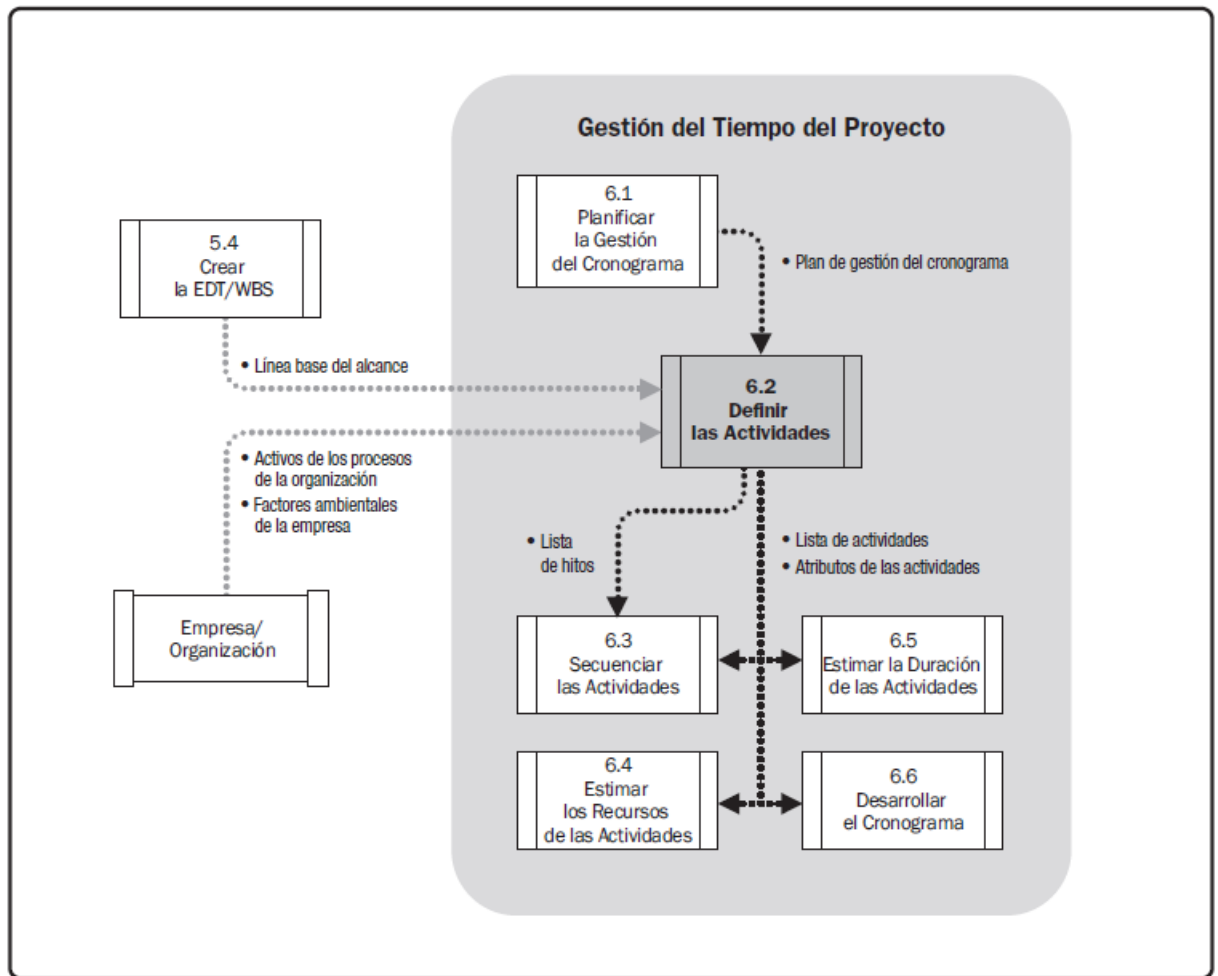 Gestión del Tiempo del Proyecto
6.1
Planificar
la Gestión
del Cronograma
5.4
Crear
la EDT/WBS
• Plan de gestión del cronograma
• Línea base del alcance
6.2
Definir
las Actividades
• Activos de los procesos
de la organización
• Factores ambientales
de la empresa
• Lista
de hitos
• Lista de actividades
• Atributos de las actividades
Empresa/
Organización
6.3
Secuenciar
las Actividades
6.5
Estimar la Duración
de las Actividades
6.4
Estimar
los Recursos
de las Actividades
6.6
Desarrollar
el Cronograma